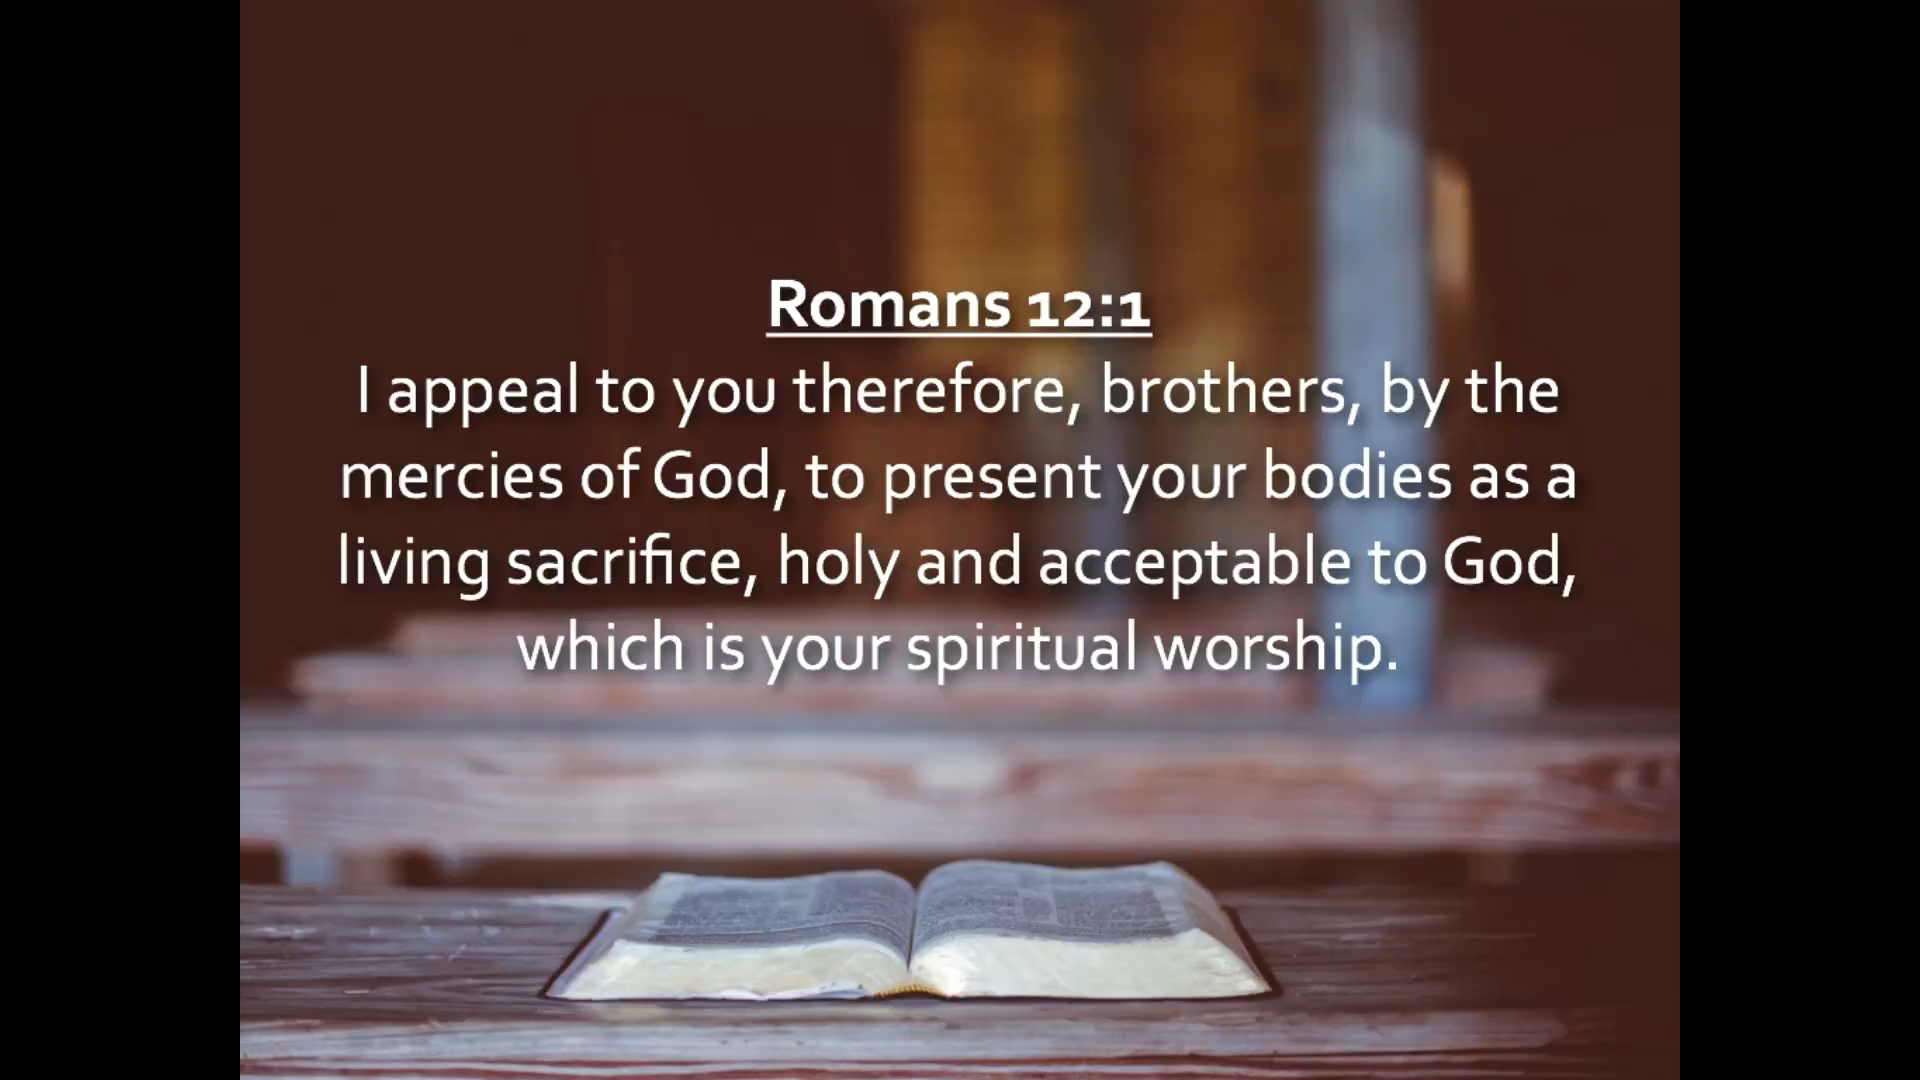 Romans 12:1
I appeal to you therefore, brothers, by the
mercies of God, to present your bodies as a
living sacrifice, holy and acceptable to God,
which is your spiritual worship.